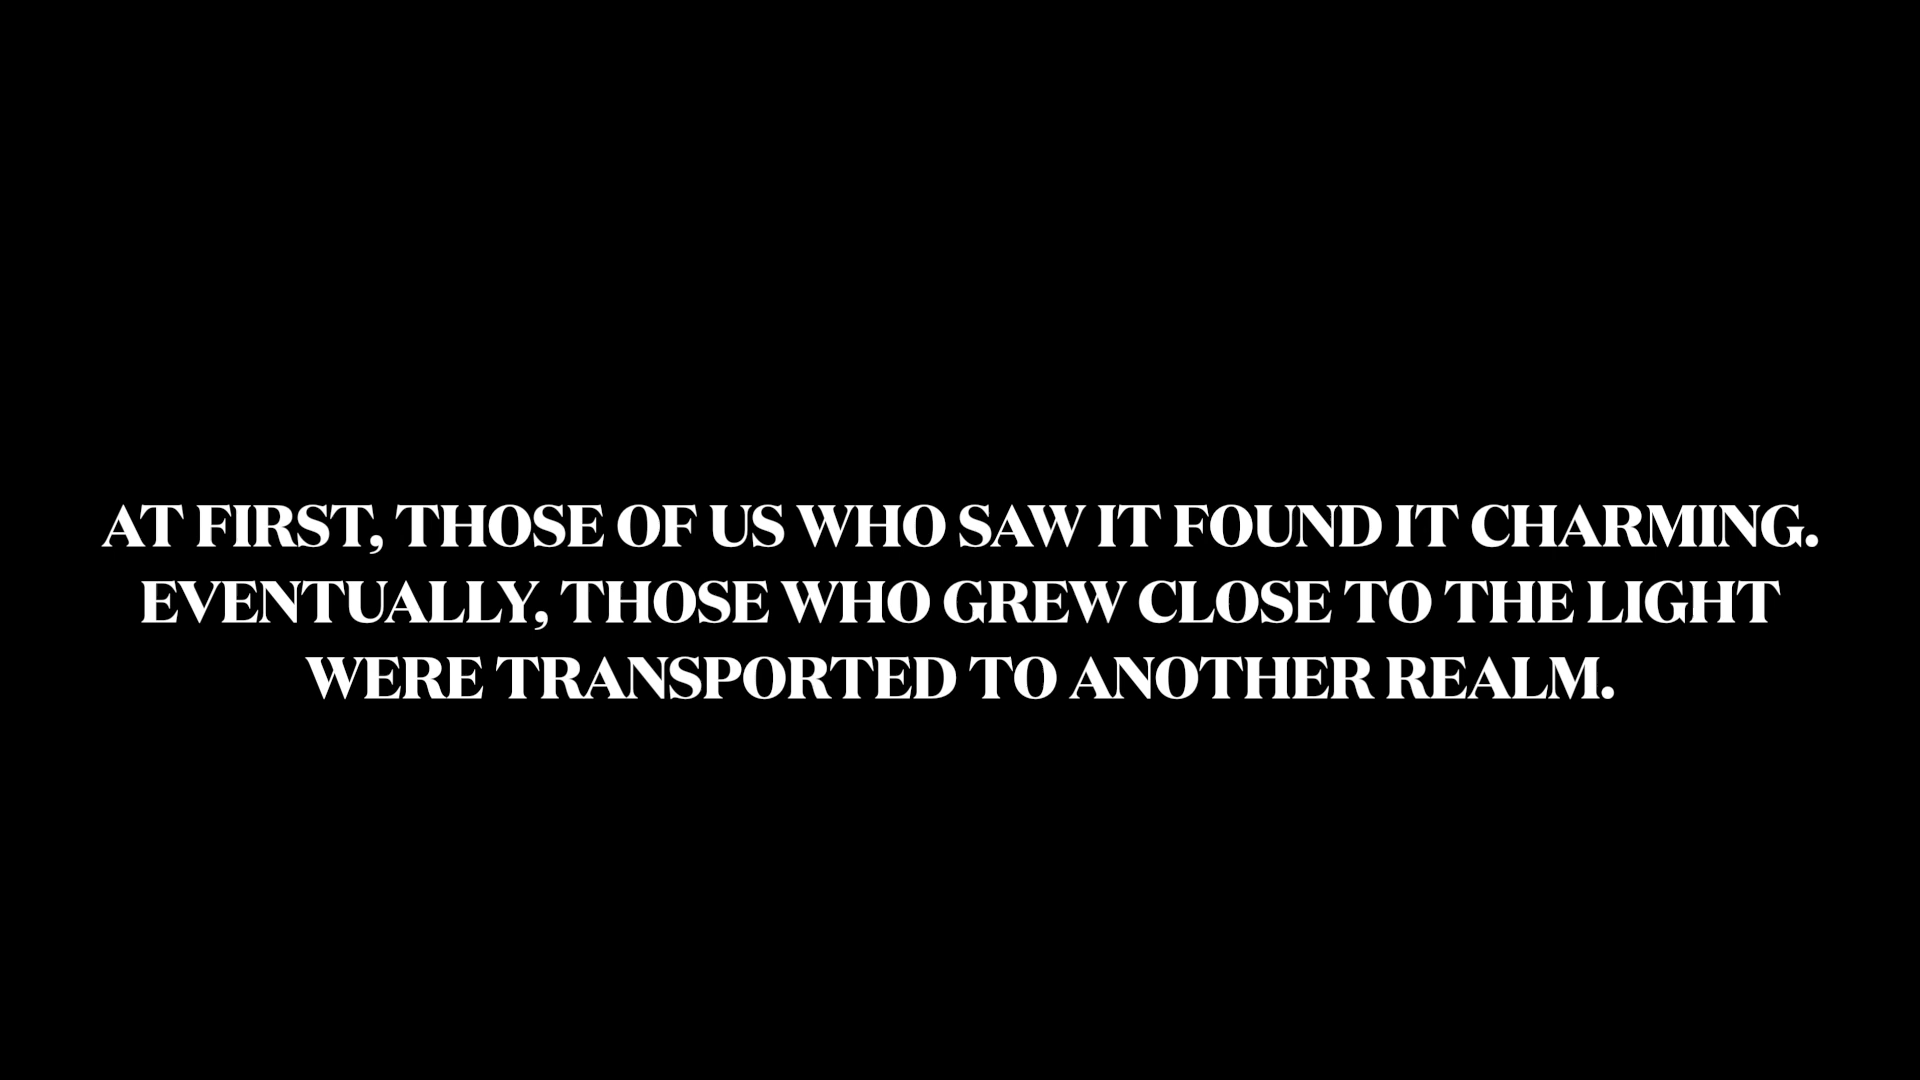 AT FIRST, THOSE OF US WHO SAW IT FOUND IT CHARMING.
EVENTUALLY, THOSE WHO GREW CLOSE TO THE LIGHT
WERE TRANSPORTED TO ANOTHER REALM.